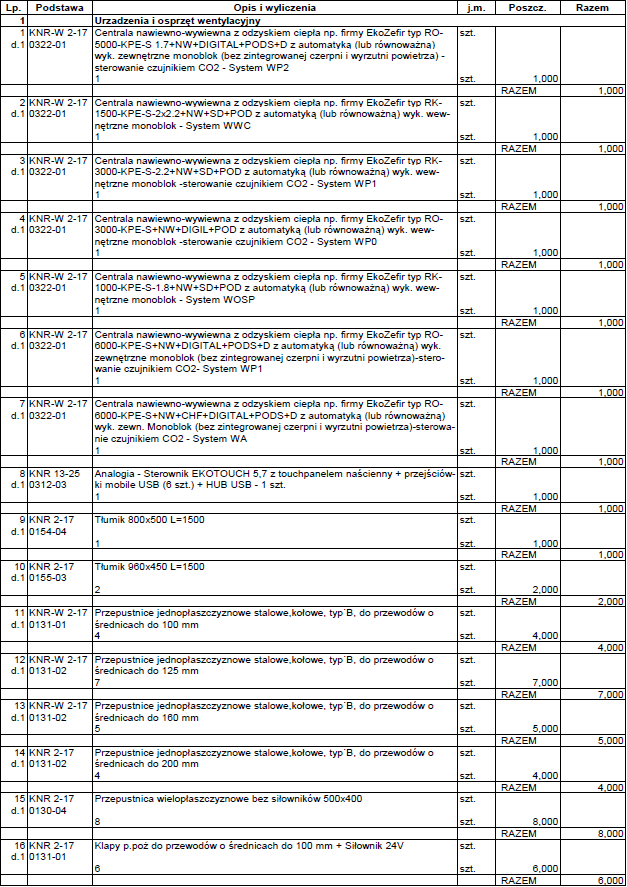 Lp. Podstawa Opis i wyliczenia j.m. Poszcz. Razem
1 Urzadzenia i osprzęt wentylacyjny
1 KNR-W 2-17 Centrala nawiewno-wywiewna z odzyskiem ciepła np. firmy EkoZefir typ RO- szt.
d.1 0322-01 5000-KPE-S 1.7+NW+DIGITAL+PODS+D z automatyką (lub równoważną)
wyk. zewnętrzne monoblok (bez zintegrowanej czerpni i wyrzutni powietrza) -
sterowanie czujnikiem CO2 - System WP2
1 szt. 1,000
RAZEM 1,000
2 KNR-W 2-17 Centrala nawiewno-wywiewna z odzyskiem ciepła np. firmy EkoZefir typ RK- szt.
d.1 0322-01 1500-KPE-S-2x2.2+NW+SD+POD z automatyką (lub równoważną) wyk. wew-
nętrzne monoblok - System WWC
1 szt. 1,000
RAZEM 1,000
3 KNR-W 2-17 Centrala nawiewno-wywiewna z odzyskiem ciepła np. firmy EkoZefir typ RK- szt.
d.1 0322-01 3000-KPE-S-2.2+NW+SD+POD z automatyką (lub równoważną) wyk. wew-
nętrzne monoblok -sterowanie czujnikiem CO2 - System WP1
1 szt. 1,000
RAZEM 1,000
4 KNR-W 2-17 Centrala nawiewno-wywiewna z odzyskiem ciepła np. firmy EkoZefir typ RO- szt.
d.1 0322-01 3000-KPE-S+NW+DIGIL+POD z automatyką (lub równoważną) wyk. wew-
nętrzne monoblok -sterowanie czujnikiem CO2 - System WP0
1 szt. 1,000
RAZEM 1,000
5 KNR-W 2-17 Centrala nawiewno-wywiewna z odzyskiem ciepła np. firmy EkoZefir typ RK- szt.
d.1 0322-01 1000-KPE-S-1.8+NW+SD+POD z automatyką (lub równoważną) wyk. wew-
nętrzne monoblok - System WOSP
1 szt. 1,000
RAZEM 1,000
6 KNR-W 2-17 Centrala nawiewno-wywiewna z odzyskiem ciepła np. firmy EkoZefir typ RO- szt.
d.1 0322-01 6000-KPE-S+NW+DIGITAL+PODS+D z automatyką (lub równoważną) wyk.
zewnętrzne monoblok (bez zintegrowanej czerpni i wyrzutni powietrza)-stero-
wanie czujnikiem CO2- System WP1
1 szt. 1,000
RAZEM 1,000
7 KNR-W 2-17 Centrala nawiewno-wywiewna z odzyskiem ciepła np. firmy EkoZefir typ RO- szt.
d.1 0322-01 6000-KPE-S+NW+CHF+DIGITAL+PODS+D z automatyką (lub równoważną)
wyk. zewn. Monoblok (bez zintegrowanej czerpni i wyrzutni powietrza)-sterowa-
nie czujnikiem CO2 - System WA
1 szt. 1,000
RAZEM 1,000
8 KNR 13-25 Analogia - Sterownik EKOTOUCH 5,7 z touchpanelem naścienny + przejściów- szt.
d.1 0312-03 ki mobile USB (6 szt.) + HUB USB - 1 szt.
1 szt. 1,000
RAZEM 1,000
9 KNR 2-17 Tłumik 800x500 L=1500 szt.
d.1 0154-04
1 szt. 1,000
RAZEM 1,000
10 KNR 2-17 Tłumik 960x450 L=1500 szt.
d.1 0155-03
2 szt. 2,000
RAZEM 2,000
11 KNR-W 2-17 Przepustnice jednopłaszczyznowe stalowe,kołowe, typ`B, do przewodów o szt.
d.1 0131-01 średnicach do 100 mm
4 szt. 4,000
RAZEM 4,000
12 KNR-W 2-17 Przepustnice jednopłaszczyznowe stalowe,kołowe, typ`B, do przewodów o szt.
d.1 0131-02 średnicach do 125 mm
7 szt. 7,000
RAZEM 7,000
13 KNR-W 2-17 Przepustnice jednopłaszczyznowe stalowe,kołowe, typ`B, do przewodów o szt.
d.1 0131-02 średnicach do 160 mm
5 szt. 5,000
RAZEM 5,000
14 KNR 2-17 Przepustnice jednopłaszczyznowe stalowe,kołowe, typ`B, do przewodów o szt.
d.1 0131-02 średnicach do 200 mm
4 szt. 4,000
RAZEM 4,000
15 KNR 2-17 Przepustnica wielopłaszczyznowe bez siłowników 500x400 szt.
d.1 0130-04
8 szt. 8,000
RAZEM 8,000
16 KNR 2-17 Klapy p.poż do przewodów o średnicach do 100 mm + Siłownik 24V szt.
d.1 0131-01
6 szt. 6,000
RAZEM 6,000